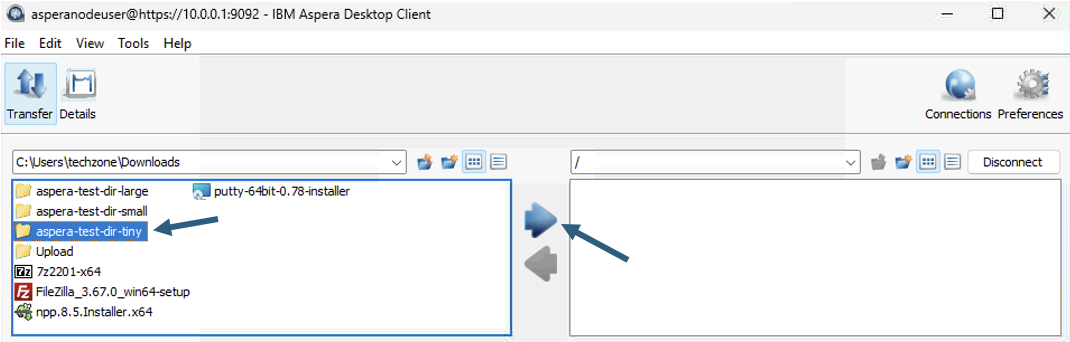 asperanodeuser@https://10.0.0.1:9092 - IBM Aspera Desktop Client
File Edit View Tools Help
Transfer Details Connections Preferences
C:\Users\techzone\Downloads / Disconnect
aspera-test-dir-large putty-64bit-0.78-installer
aspera-test-dir-small
aspera-test-dir-tiny
Upload
7z 7z2201-x64
FZ FileZilla_3.67.0_win64-setup
npp.8.5.Installer.x64